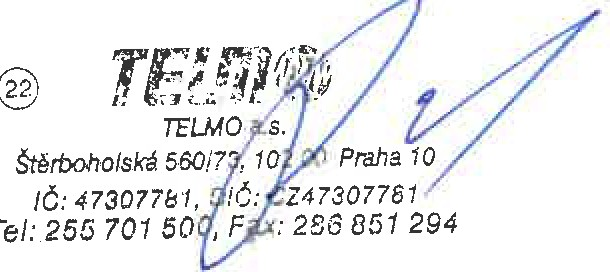 22
TELMO
TELMO a.s.
Štěrboholská 560/73, 102 00 Praha 10
IČ: 47307781, DIČ: CZ47307781
Tel: 255 701 500, Fax: 286 851 294